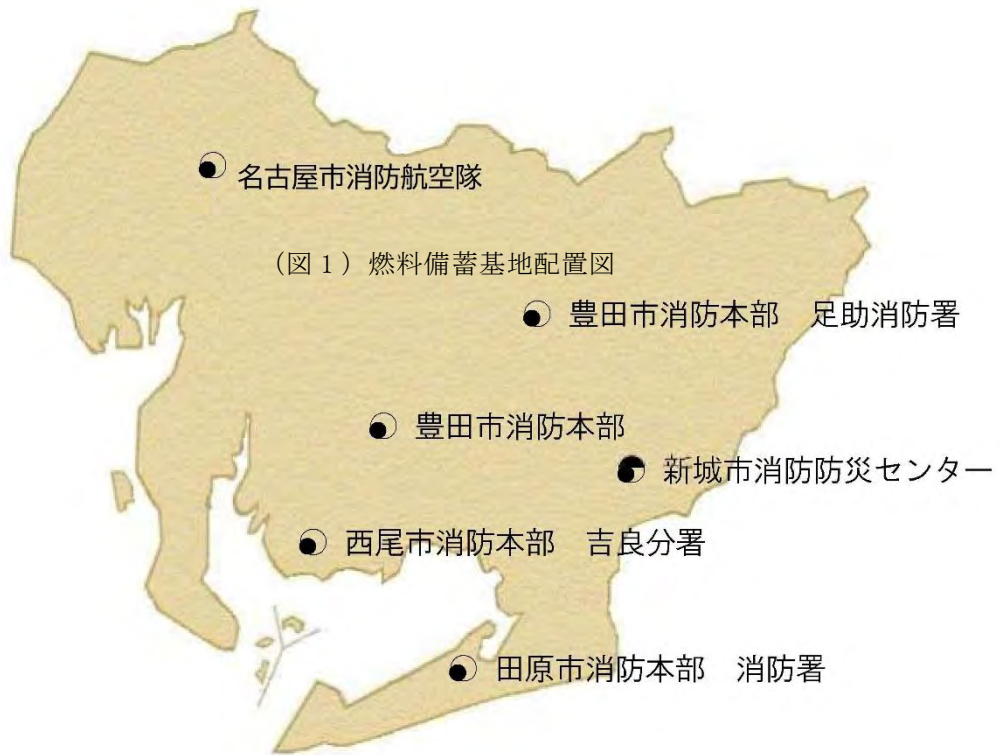 名古屋市消防航空隊
（図１）燃料備蓄基地配置図
豊田市消防本部　足助消防署
豊田市消防本部
新城市消防防災センター
西尾市消防本部　吉良分署
田原市消防本部　消防署